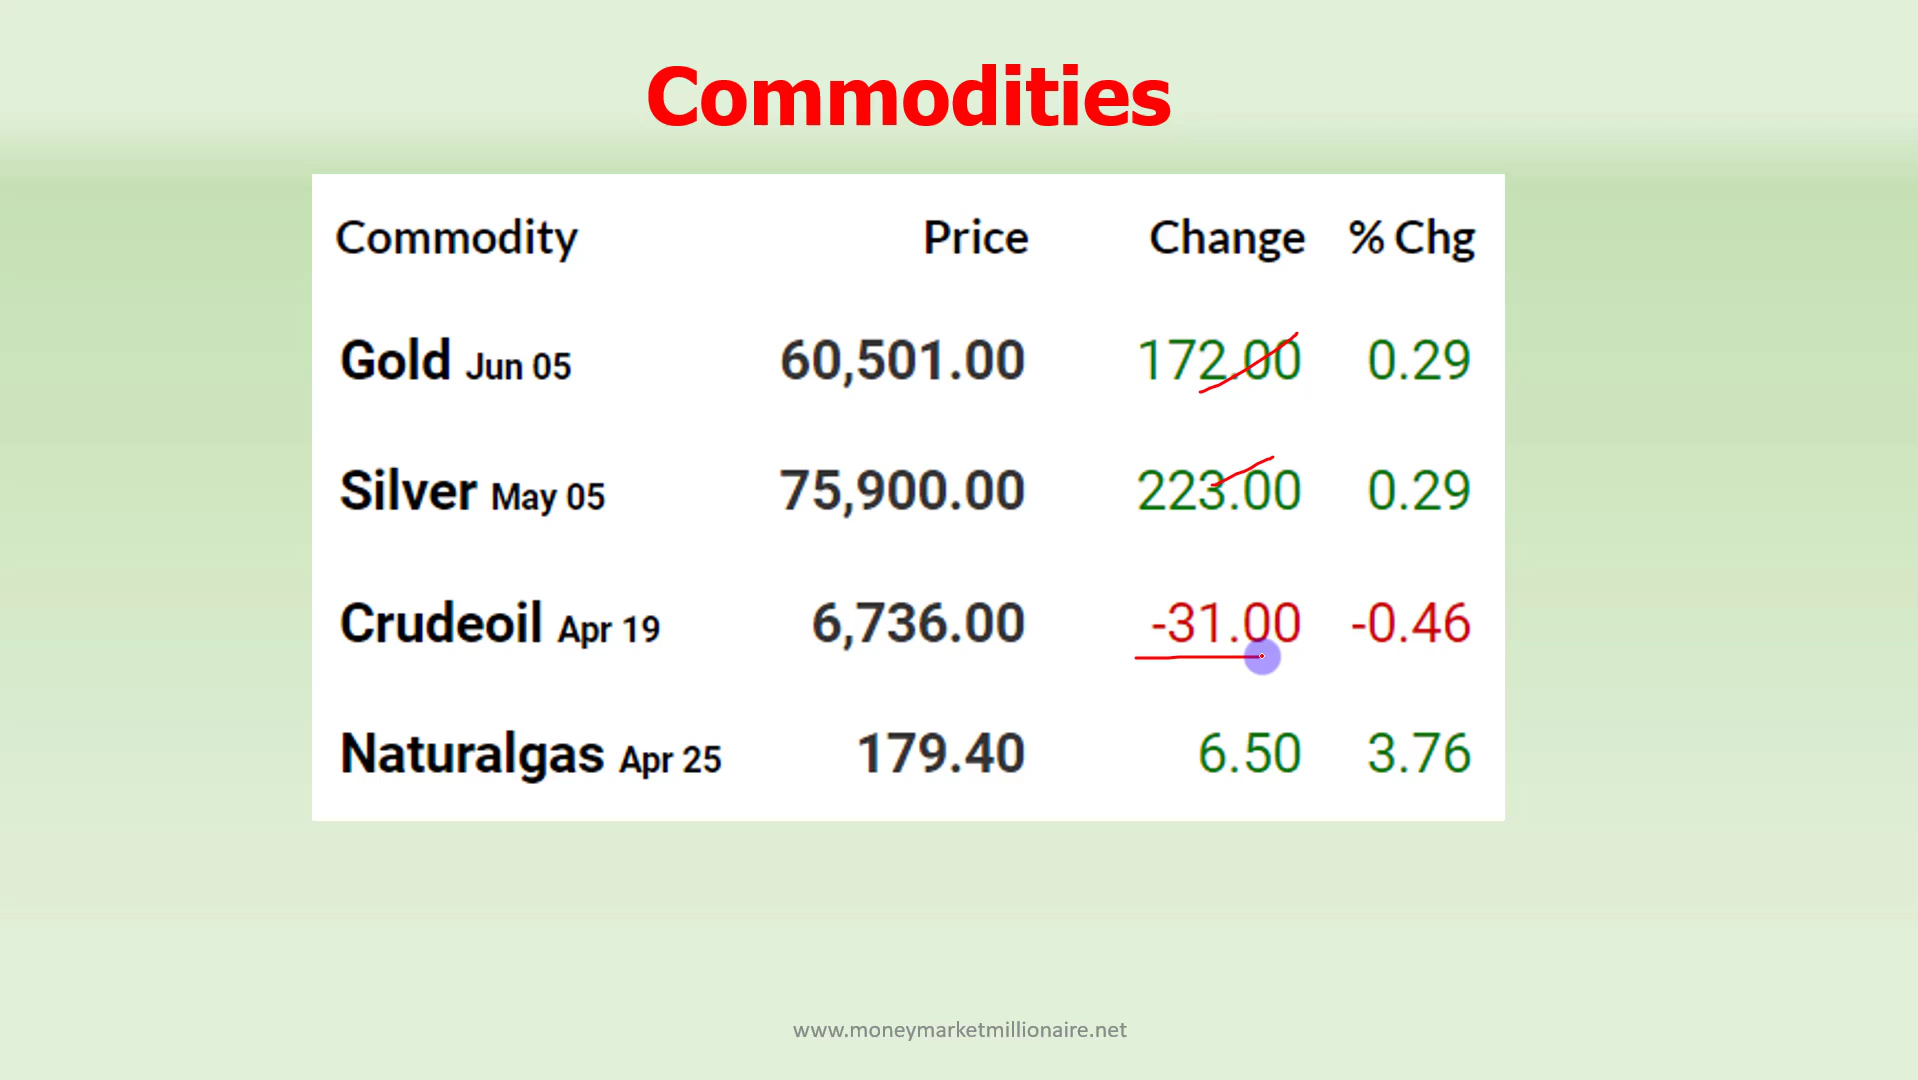 Commodities
Commodity Price Change % Chg
Gold Jun 05 60,501.00 172.00 0.29
Silver May 05 75,900.00 223.00 0.29
Crudeoil Apr 19 6,736.00 -31.00 -0.46
Naturalgas Apr 25 179.40 6.50 3.76
www.moneymarketmillionaire.net